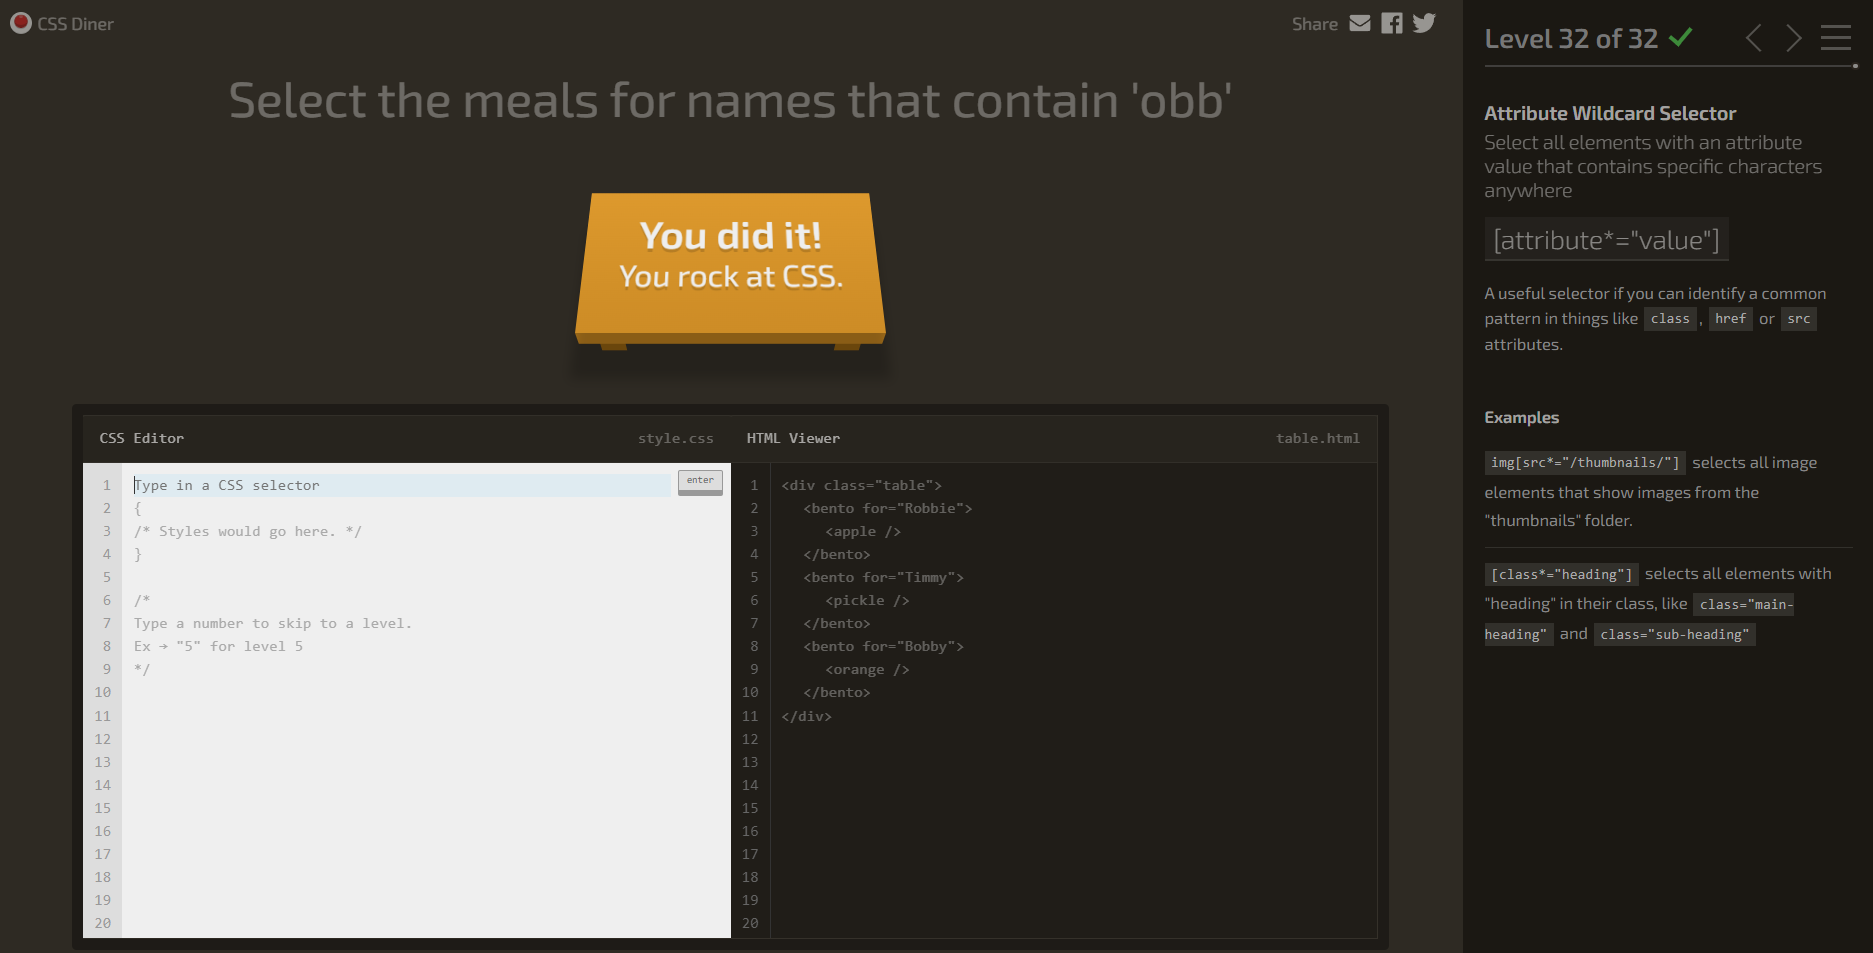 CSS Diner
Share
Select the meals for names that contain 'obb'
You did it!
You rock at CSS.
CSS Editor
style.css
1 Type in a CSS selector
enter
2 {
3 /* Styles would go here. */
4 }
5
6 /*
7 Type a number to skip to a level.
8 Ex → "5" for level 5
9 */
10
11
12
13
14
15
16
17
18
19
20
HTML Viewer
table.html
1 <div class="table">
2 <bento for="Robbie">
3 <apple />
4 </bento>
5 <bento for="Timmy">
6 <pickle />
7 </bento>
8 <bento for="Bobby">
9 <orange />
10 </bento>
11 </div>
12
13
14
15
16
17
18
19
20
Level 32 of 32
Attribute Wildcard Selector
Select all elements with an attribute
value that contains specific characters
anywhere
[attribute*="value"]
A useful selector if you can identify a common
pattern in things like class , href or src
attributes.
Examples
img[src*="/thumbnails/"] selects all image
elements that show images from the
"thumbnails" folder.
[class*="heading"] selects all elements with
"heading" in their class, like class="main-
heading" and class="sub-heading"